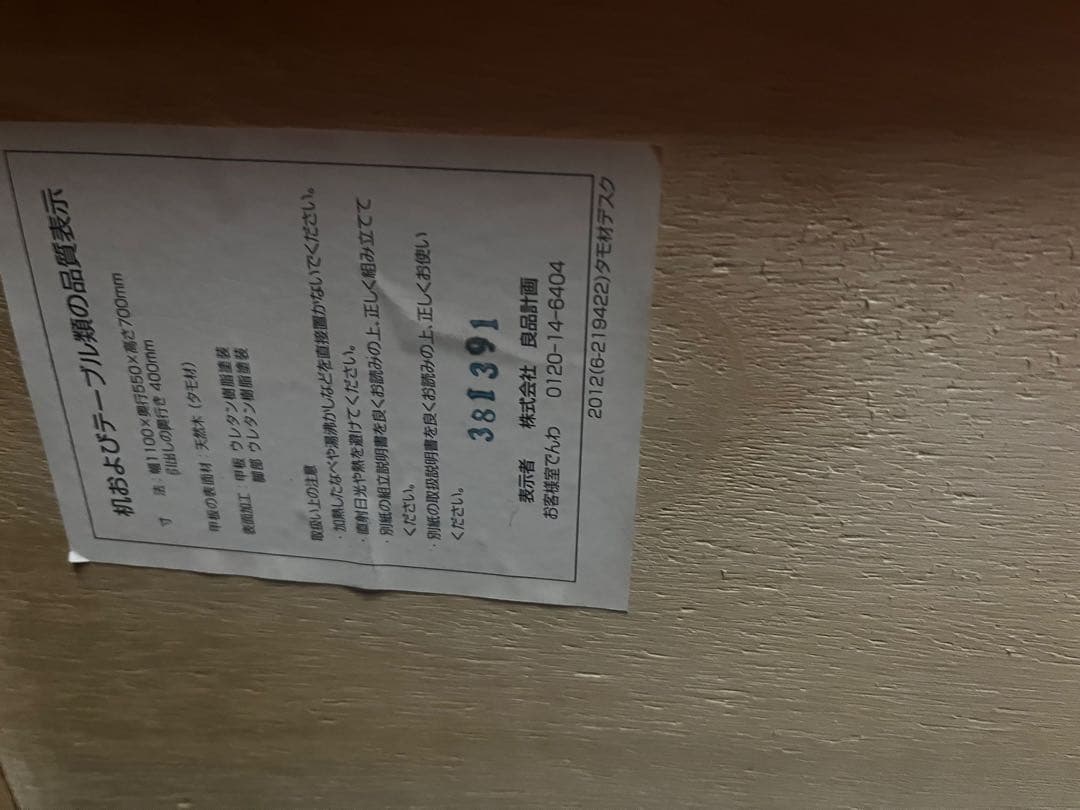 机およびテーブル類の品質表示
寸　法：幅1100×奥行550×高さ700mm
引出しの奥行き 400mm
甲板の表面材：天然木（タモ材）
表面加工：甲板 ウレタン樹脂塗装
脚部 ウレタン樹脂塗装
取扱い上の注意
・加熱したなべや湯沸かしなどを直接置かないでください。
・直射日光や熱を避けてください。
・別紙の組立説明書を良くお読みの上、正しく組み立てて
ください。
・別紙の取扱説明書を良くお読みの上、正しくお使い
ください。
381391
表示者　株式会社　良品計画
お客様室でんわ　0120-14-6404
2012(6-219422)タモ材デスク